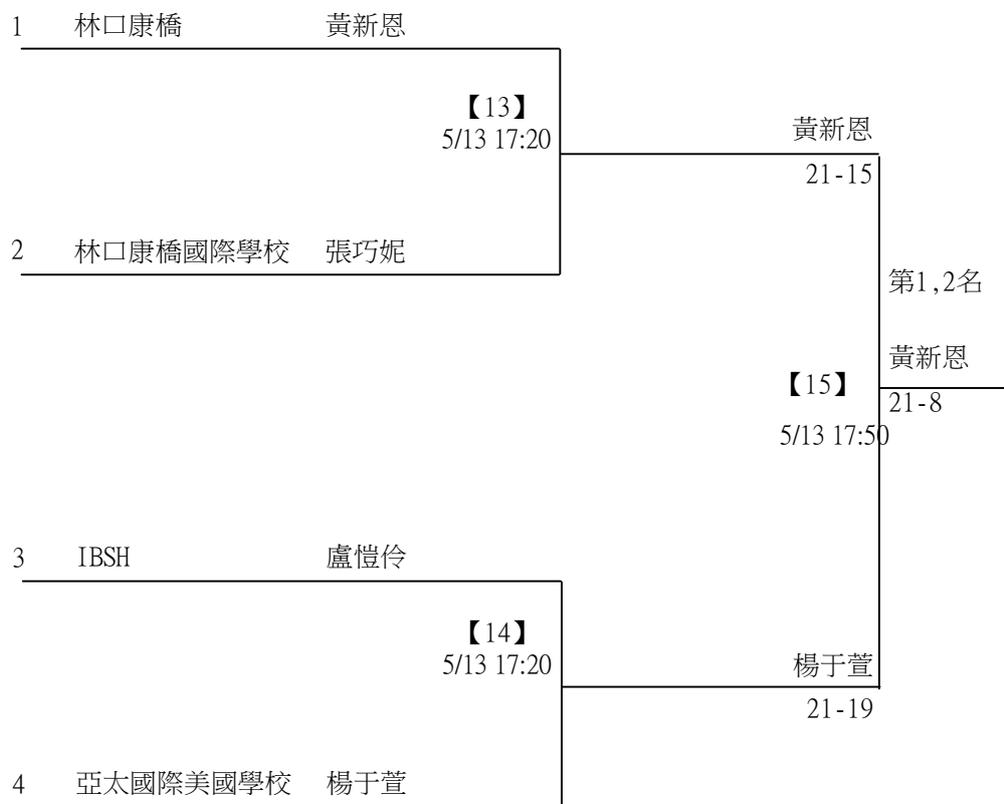 1 林口康橋 黃新恩
【13】
5/13 17:20
黃新恩
21-15
2 林口康橋國際學校 張巧妮
第1,2名
黃新恩
【15】
21-8
5/13 17:50
3 IBSH 盧愷伶
【14】
5/13 17:20
楊于萱
21-19
4 亞太國際美國學校 楊于萱